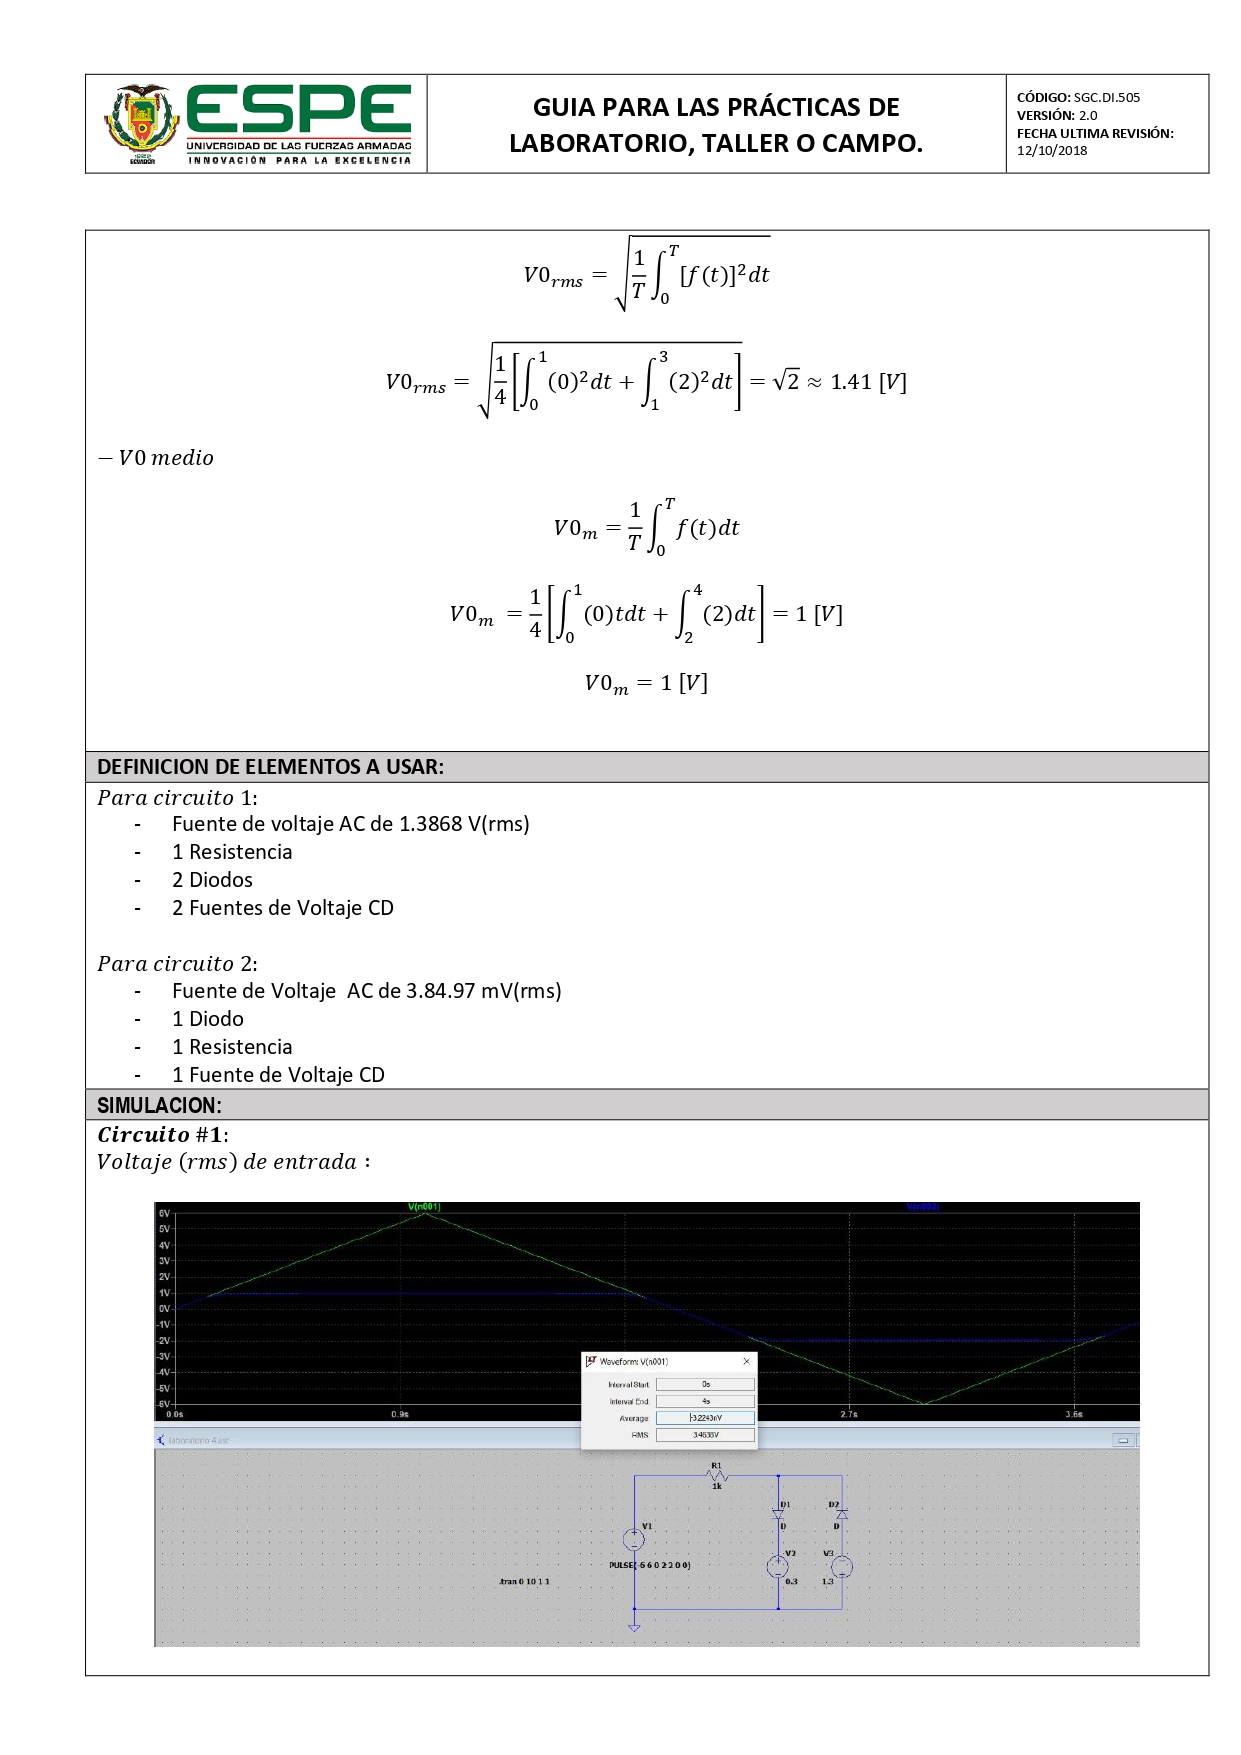 ESPE
UNIVERSIDAD DE LAS FUERZAS ARMADAS
INNOVACIÓN PARA LA EXCELENCIA
ECUADOR
GUIA PARA LAS PRÁCTICAS DE
LABORATORIO, TALLER O CAMPO.
CÓDIGO: SGC.DI.505
VERSIÓN: 2.0
FECHA ULTIMA REVISIÓN:
12/10/2018
V0_{rms} = \sqrt{\frac{1}{T}\int_0^T [f(t)]^2 dt}
V0_{rms} = \sqrt{\frac{1}{4}\left[\int_0^1 (0)^2 dt + \int_1^3 (2)^2 dt\right]} = \sqrt{2} ≈ 1.41 [V]
− V0 medio
V0_m = \frac{1}{T}\int_0^T f(t)dt
V0_m = \frac{1}{4}\left[\int_0^1 (0)tdt + \int_2^4 (2)dt\right] = 1 [V]
V0_m = 1 [V]
DEFINICION DE ELEMENTOS A USAR:
Para circuito 1:
- Fuente de voltaje AC de 1.3868 V(rms)
- 1 Resistencia
- 2 Diodos
- 2 Fuentes de Voltaje CD
Para circuito 2:
- Fuente de Voltaje AC de 3.84.97 mV(rms)
- 1 Diodo
- 1 Resistencia
- 1 Fuente de Voltaje CD
SIMULACION:
Circuito #1:
Voltaje (rms) de entrada :
V(n001) V(n002)
6V
5V
4V
3V
2V
1V
0V
-1V
-2V
-3V
-4V
-5V
-6V
0.0s 0.9s 2.7s 3.6s
Waveform: V(n001)
Interval Start: 0s
Interval End: 4s
Average: -3.2243nV
RMS: 3.4638V
laboratorio 4.asc
R1
1k
D1
D
D2
D
V1
V2
V3
PULSE(-6 6 0 2 2 0 0)
0.3
1.3
.tran 0 10 1 1